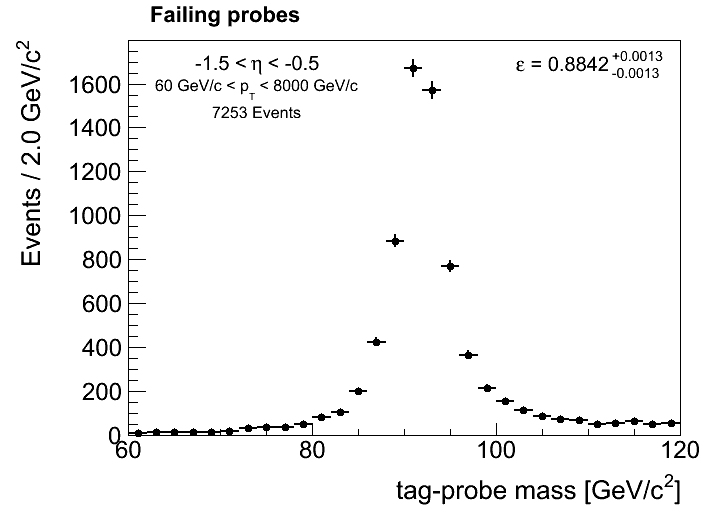 Failing probes
-1.5 < η < -0.5
60 GeV/c < p_T < 8000 GeV/c
7253 Events
ε = 0.8842 +0.0013 -0.0013
Events / 2.0 GeV/c²
1600
1400
1200
1000
800
600
400
200
0
60 80 100 120
tag-probe mass [GeV/c²]